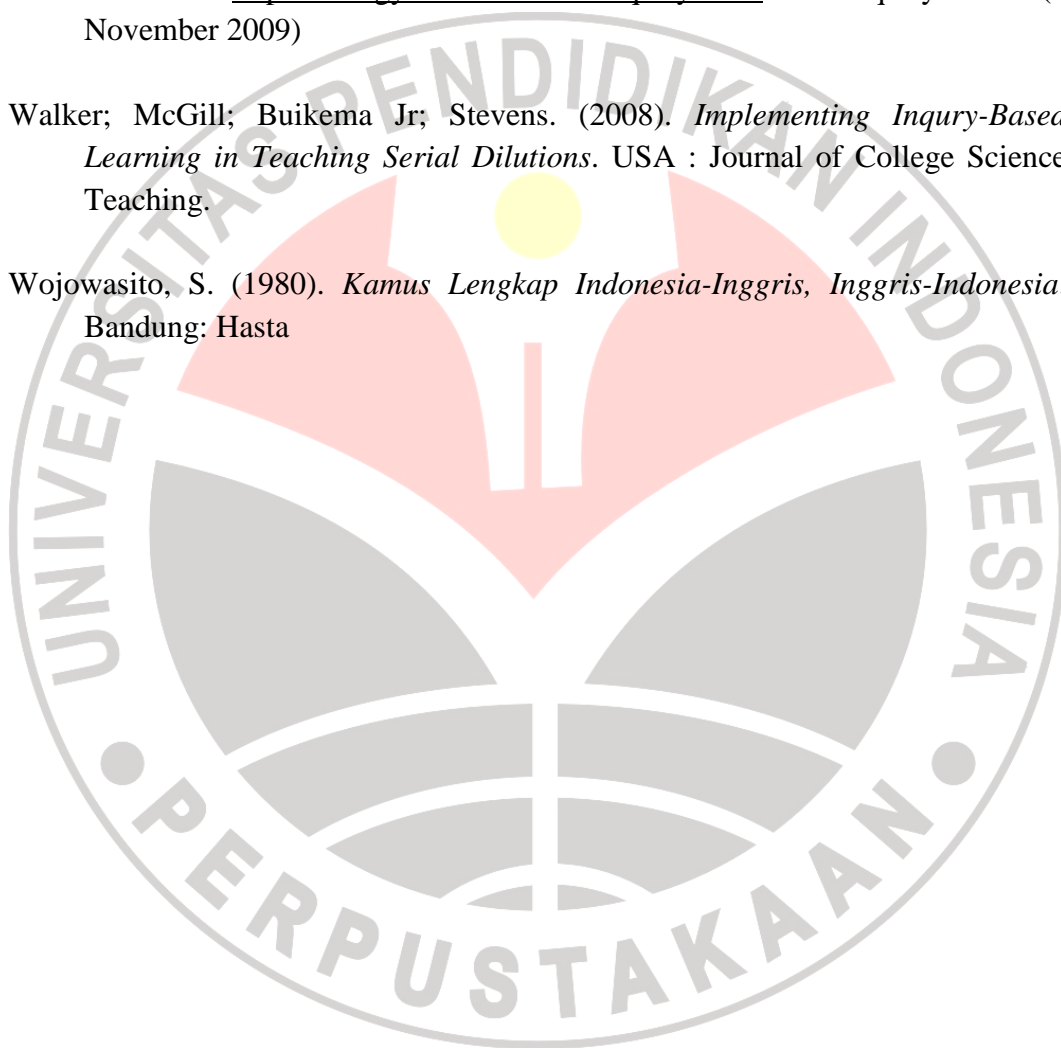 November 2009)
Walker; McGill; Buikema Jr; Stevens. (2008). Implementing Inqury-Based
Learning in Teaching Serial Dilutions. USA : Journal of College Science
Teaching.
Wojowasito, S. (1980). Kamus Lengkap Indonesia-Inggris, Inggris-Indonesia.
Bandung: Hasta
UNIVERSITAS PENDIDIKAN INDONESIA
PERPUSTAKAAN